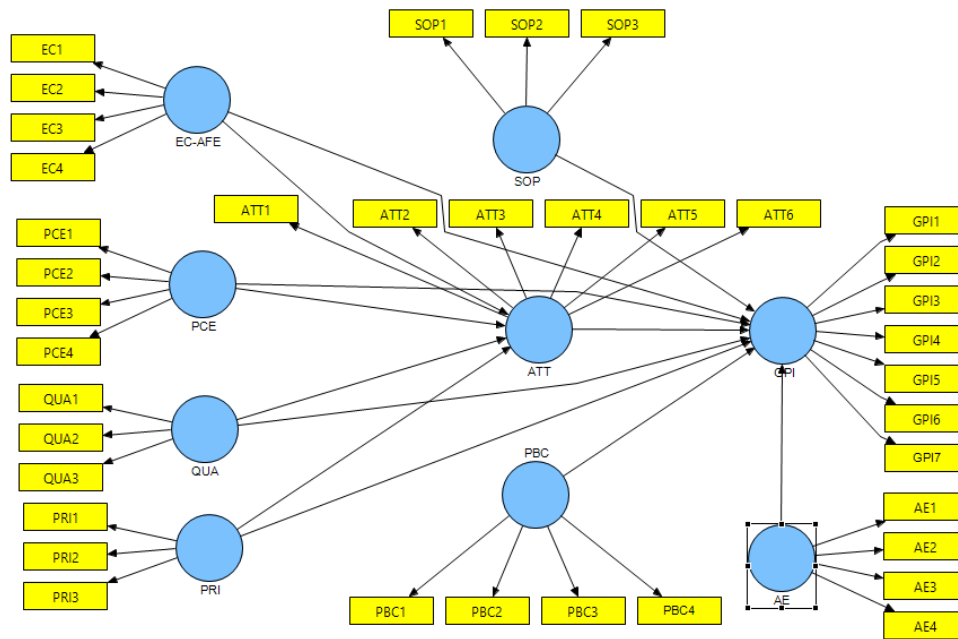 SOP1
SOP2
SOP3
EC1
EC2
EC3
EC4
EC-AFE
SOP
ATT1
ATT2
ATT3
ATT4
ATT5
ATT6
PCE1
PCE2
PCE3
PCE4
PCE
GPI1
GPI2
GPI3
GPI4
GPI5
GPI6
GPI7
ATT
GPI
QUA1
QUA2
QUA3
QUA
PBC
PRI1
PRI2
PRI3
PRI
PBC1
PBC2
PBC3
PBC4
AE1
AE2
AE3
AE4
AE